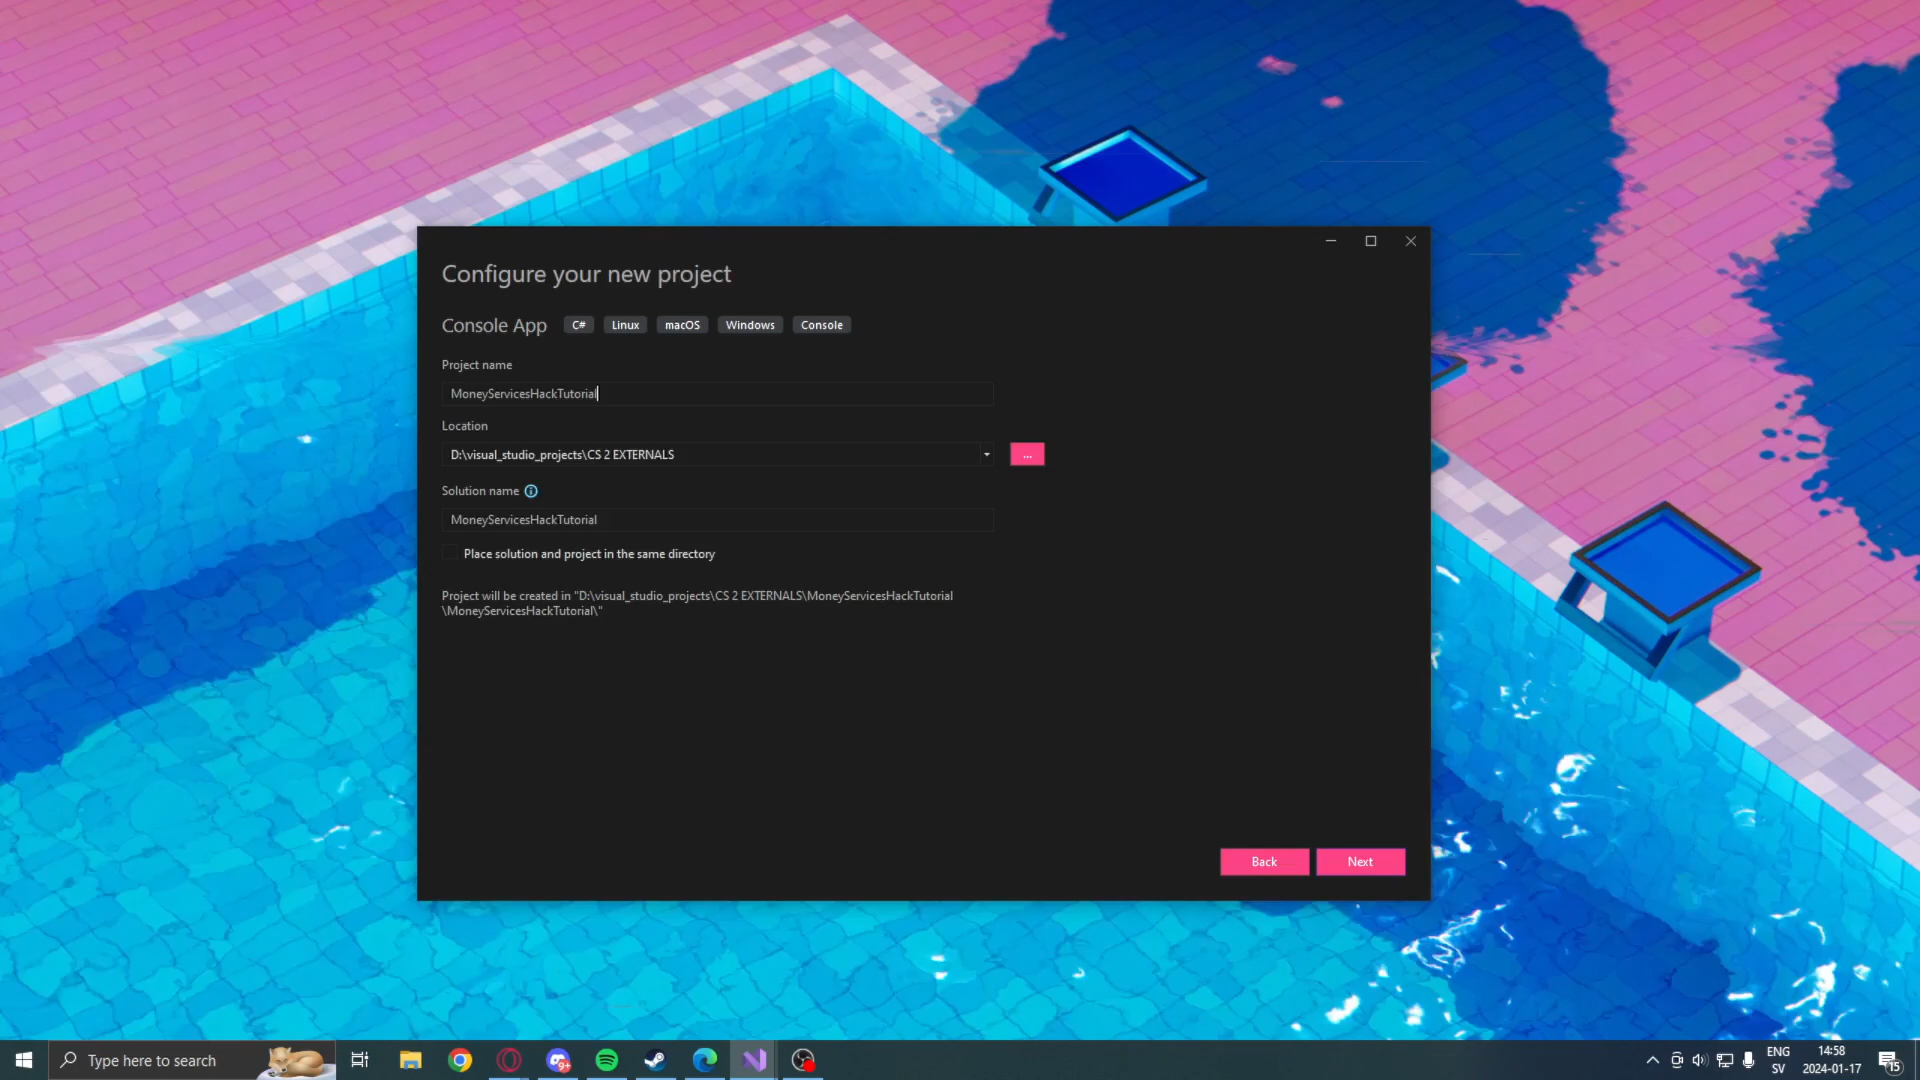 Configure your new project
Console App C# Linux macOS Windows Console
Project name
MoneyServicesHackTutorial
Location
D:\visual_studio_projects\CS 2 EXTERNALS
...
Solution name
MoneyServicesHackTutorial
Place solution and project in the same directory
Project will be created in "D:\visual_studio_projects\CS 2 EXTERNALS\MoneyServicesHackTutorial
\MoneyServicesHackTutorial\"
Back Next
Type here to search
9+
ENG
SV
14:58
2024-01-17
15